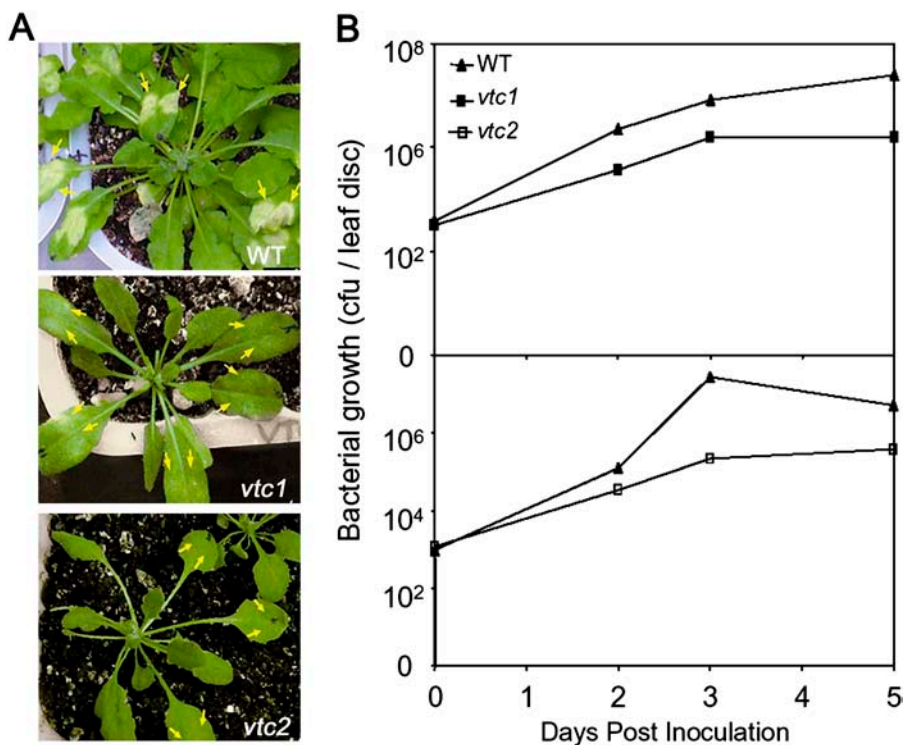 A
WT
vtc1
vtc2
B
Bacterial growth (cfu / leaf disc)
10⁸
10⁶
10²
0
10⁶
10⁴
10²
0
WT
vtc1
vtc2
0 1 2 3 4 5
Days Post Inoculation